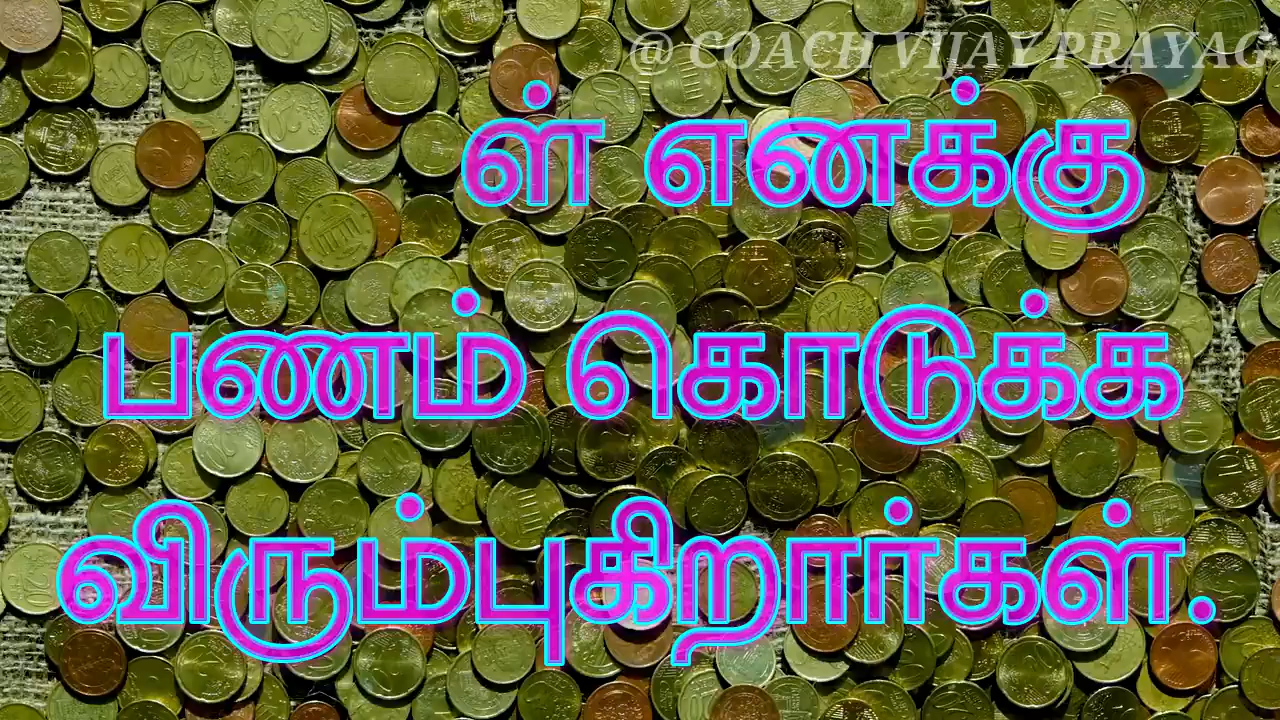 @ COACH VIJAY PRAYAG
ள் எனக்கு
பணம் கொடுக்க
விரும்புகிறார்கள்.